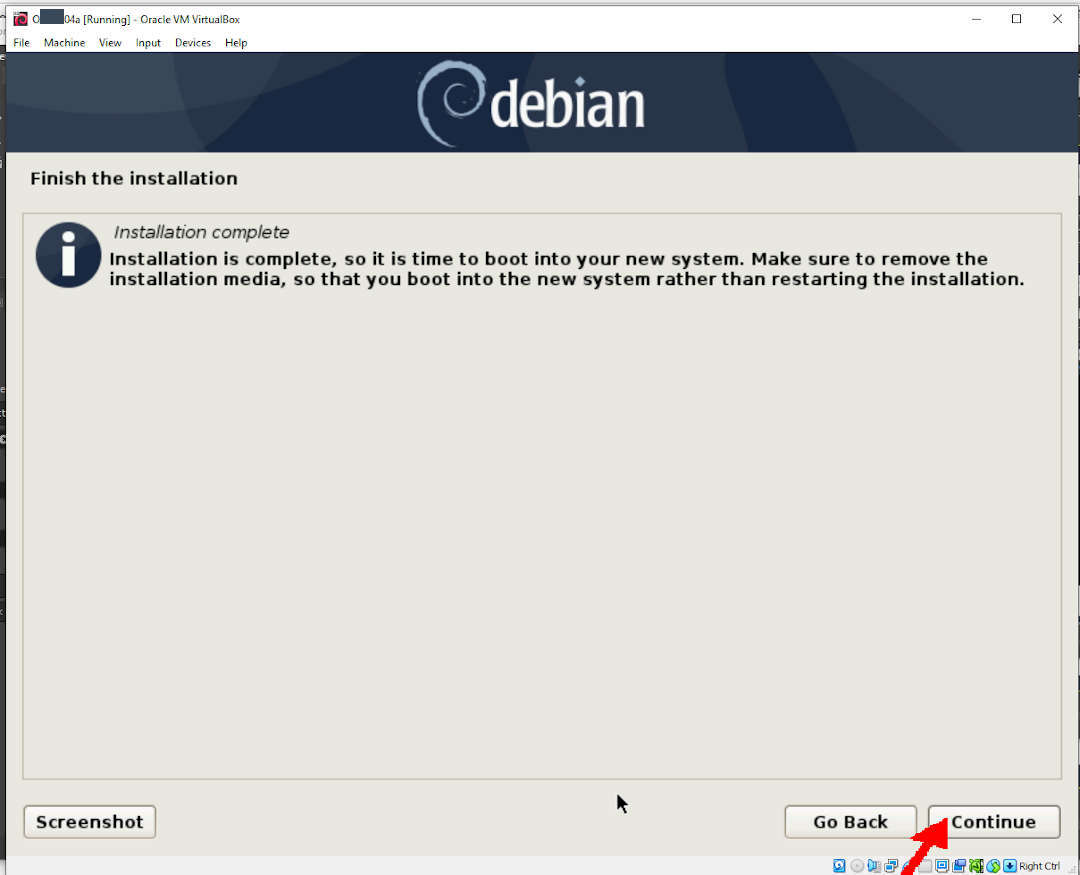 O 04a [Running] - Oracle VM VirtualBox
File Machine View Input Devices Help
debian
Finish the installation
Installation complete
Installation is complete, so it is time to boot into your new system. Make sure to remove the
installation media, so that you boot into the new system rather than restarting the installation.
Screenshot Go Back Continue
Right Ctrl